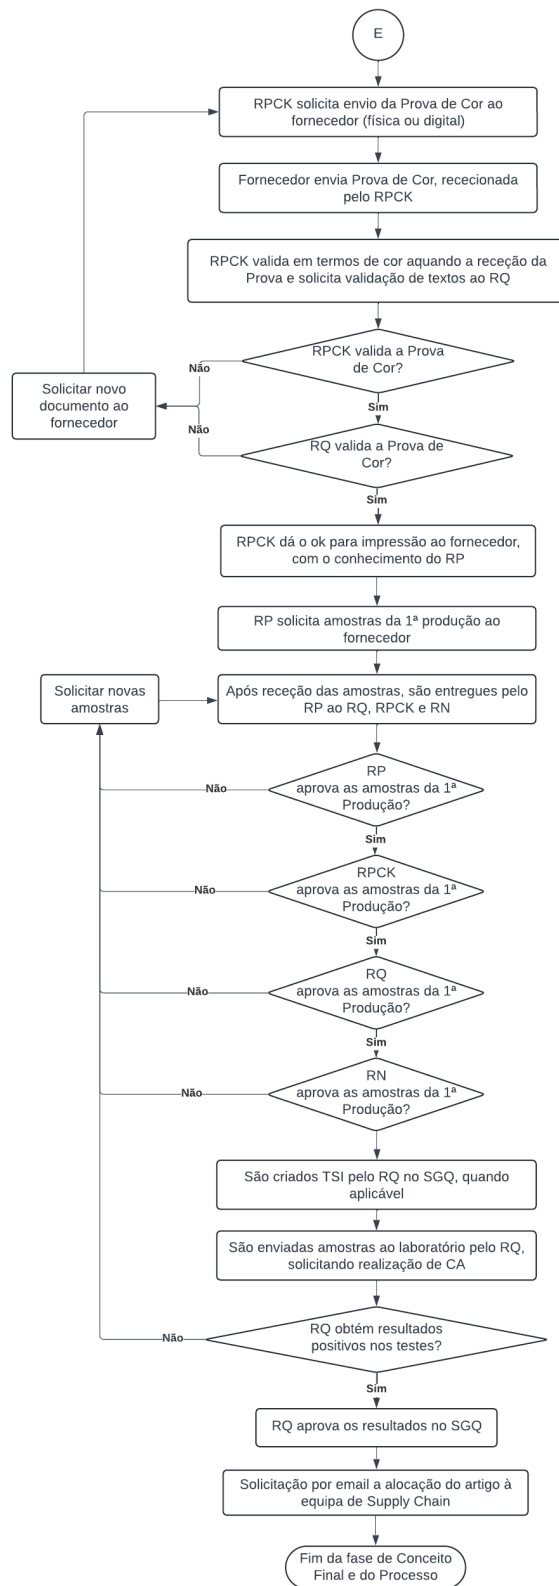 E
RPCK solicita envio da Prova de Cor ao
fornecedor (física ou digital)
Fornecedor envia Prova de Cor, rececionada
pelo RPCK
RPCK valida em termos de cor aquando a receção da
Prova e solicita validação de textos ao RQ
RPCK valida a Prova
de Cor?
Não
Solicitar novo
documento ao
fornecedor
Sim
Não
RQ valida a Prova de
Cor?
Sim
RPCK dá o ok para impressão ao fornecedor,
com o conhecimento do RP
RP solicita amostras da 1ª produção ao
fornecedor
Solicitar novas
amostras
Após receção das amostras, são entregues pelo
RP ao RQ, RPCK e RN
RP
aprova as amostras da 1ª
Produção?
Não
Sim
RPCK
aprova as amostras da 1ª
Produção?
Não
Sim
RQ
aprova as amostras da 1ª
Produção?
Não
Sim
RN
aprova as amostras da 1ª
Produção?
Não
São criados TSI pelo RQ no SGQ, quando
aplicável
São enviadas amostras ao laboratório pelo RQ,
solicitando realização de CA
RQ obtém resultados
positivos nos testes?
Não
Sim
RQ aprova os resultados no SGQ
Solicitação por email a alocação do artigo à
equipa de Supply Chain
Fim da fase de Conceito
Final e do Processo